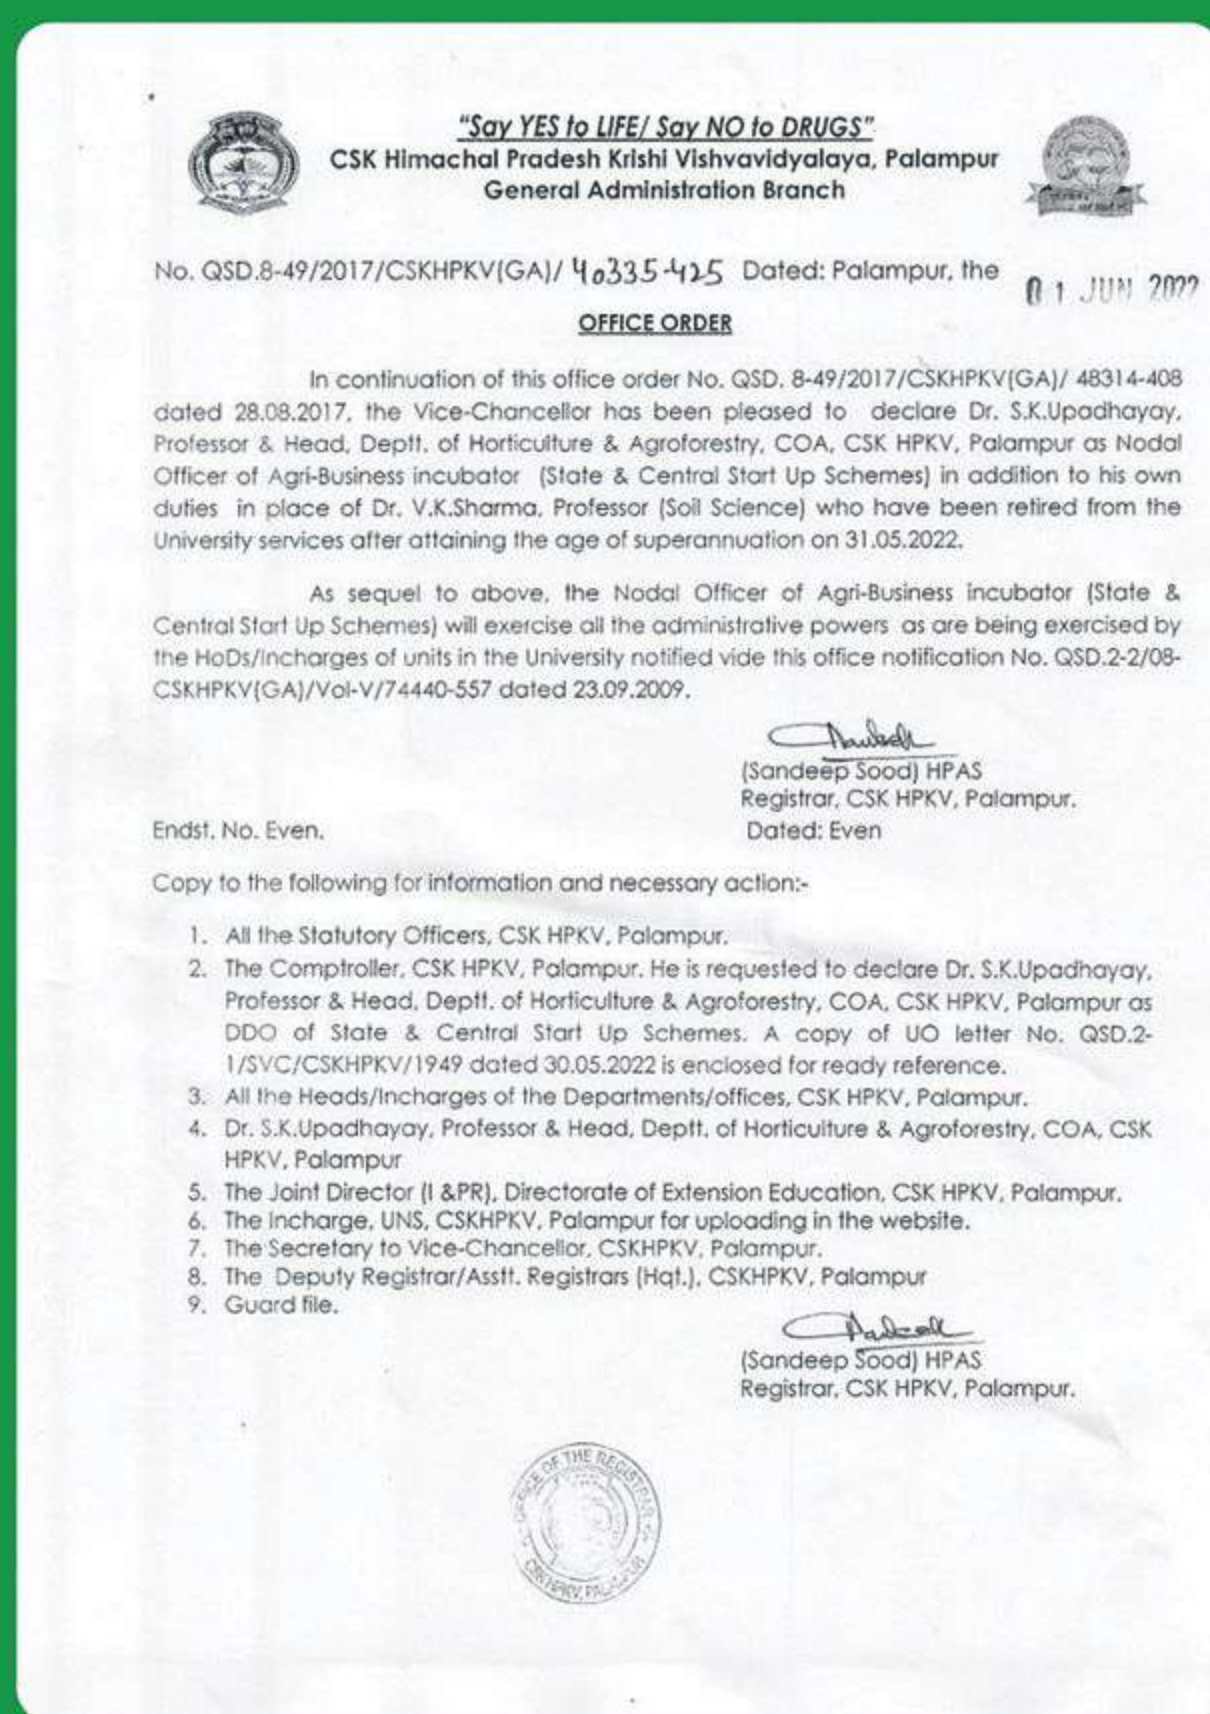 "Say YES to LIFE/ Say NO to DRUGS"
CSK Himachal Pradesh Krishi Vishvavidyalaya, Palampur
General Administration Branch
No. QSD.8-49/2017/CSKHPKV(GA)/ 40335-425 Dated: Palampur, the 01 JUN 2022
OFFICE ORDER
In continuation of this office order No. QSD. 8-49/2017/CSKHPKV(GA)/ 48314-408
dated 28.08.2017, the Vice-Chancellor has been pleased to declare Dr. S.K.Upadhayay,
Professor & Head, Deptt. of Horticulture & Agroforestry, COA, CSK HPKV, Palampur as Nodal
Officer of Agri-Business incubator (State & Central Start Up Schemes) in addition to his own
duties in place of Dr. V.K.Sharma, Professor (Soil Science) who have been retired from the
University services after attaining the age of superannuation on 31.05.2022.
As sequel to above, the Nodal Officer of Agri-Business incubator (State &
Central Start Up Schemes) will exercise all the administrative powers as are being exercised by
the HoDs/Incharges of units in the University notified vide this office notification No. QSD.2-2/08-
CSKHPKV(GA)/Vol-V/74440-557 dated 23.09.2009.
(Sandeep Sood) HPAS
Registrar, CSK HPKV, Palampur.
Endst. No. Even. Dated: Even
Copy to the following for information and necessary action:-
1. All the Statutory Officers, CSK HPKV, Palampur.
2. The Comptroller, CSK HPKV, Palampur. He is requested to declare Dr. S.K.Upadhayay,
Professor & Head, Deptt. of Horticulture & Agroforestry, COA, CSK HPKV, Palampur as
DDO of State & Central Start Up Schemes. A copy of UO letter No. QSD.2-
1/SVC/CSKHPKV/1949 dated 30.05.2022 is enclosed for ready reference.
3. All the Heads/Incharges of the Departments/offices, CSK HPKV, Palampur.
4. Dr. S.K.Upadhayay, Professor & Head, Deptt. of Horticulture & Agroforestry, COA, CSK
HPKV, Palampur
5. The Joint Director (I &PR), Directorate of Extension Education, CSK HPKV, Palampur.
6. The Incharge, UNS, CSKHPKV, Palampur for uploading in the website.
7. The Secretary to Vice-Chancellor, CSKHPKV, Palampur.
8. The Deputy Registrar/Asstt. Registrars (Hqt.), CSKHPKV, Palampur
9. Guard file.
(Sandeep Sood) HPAS
Registrar, CSK HPKV, Palampur.
OFFICE OF THE REGISTRAR
CSK HPKV, PALAMPUR